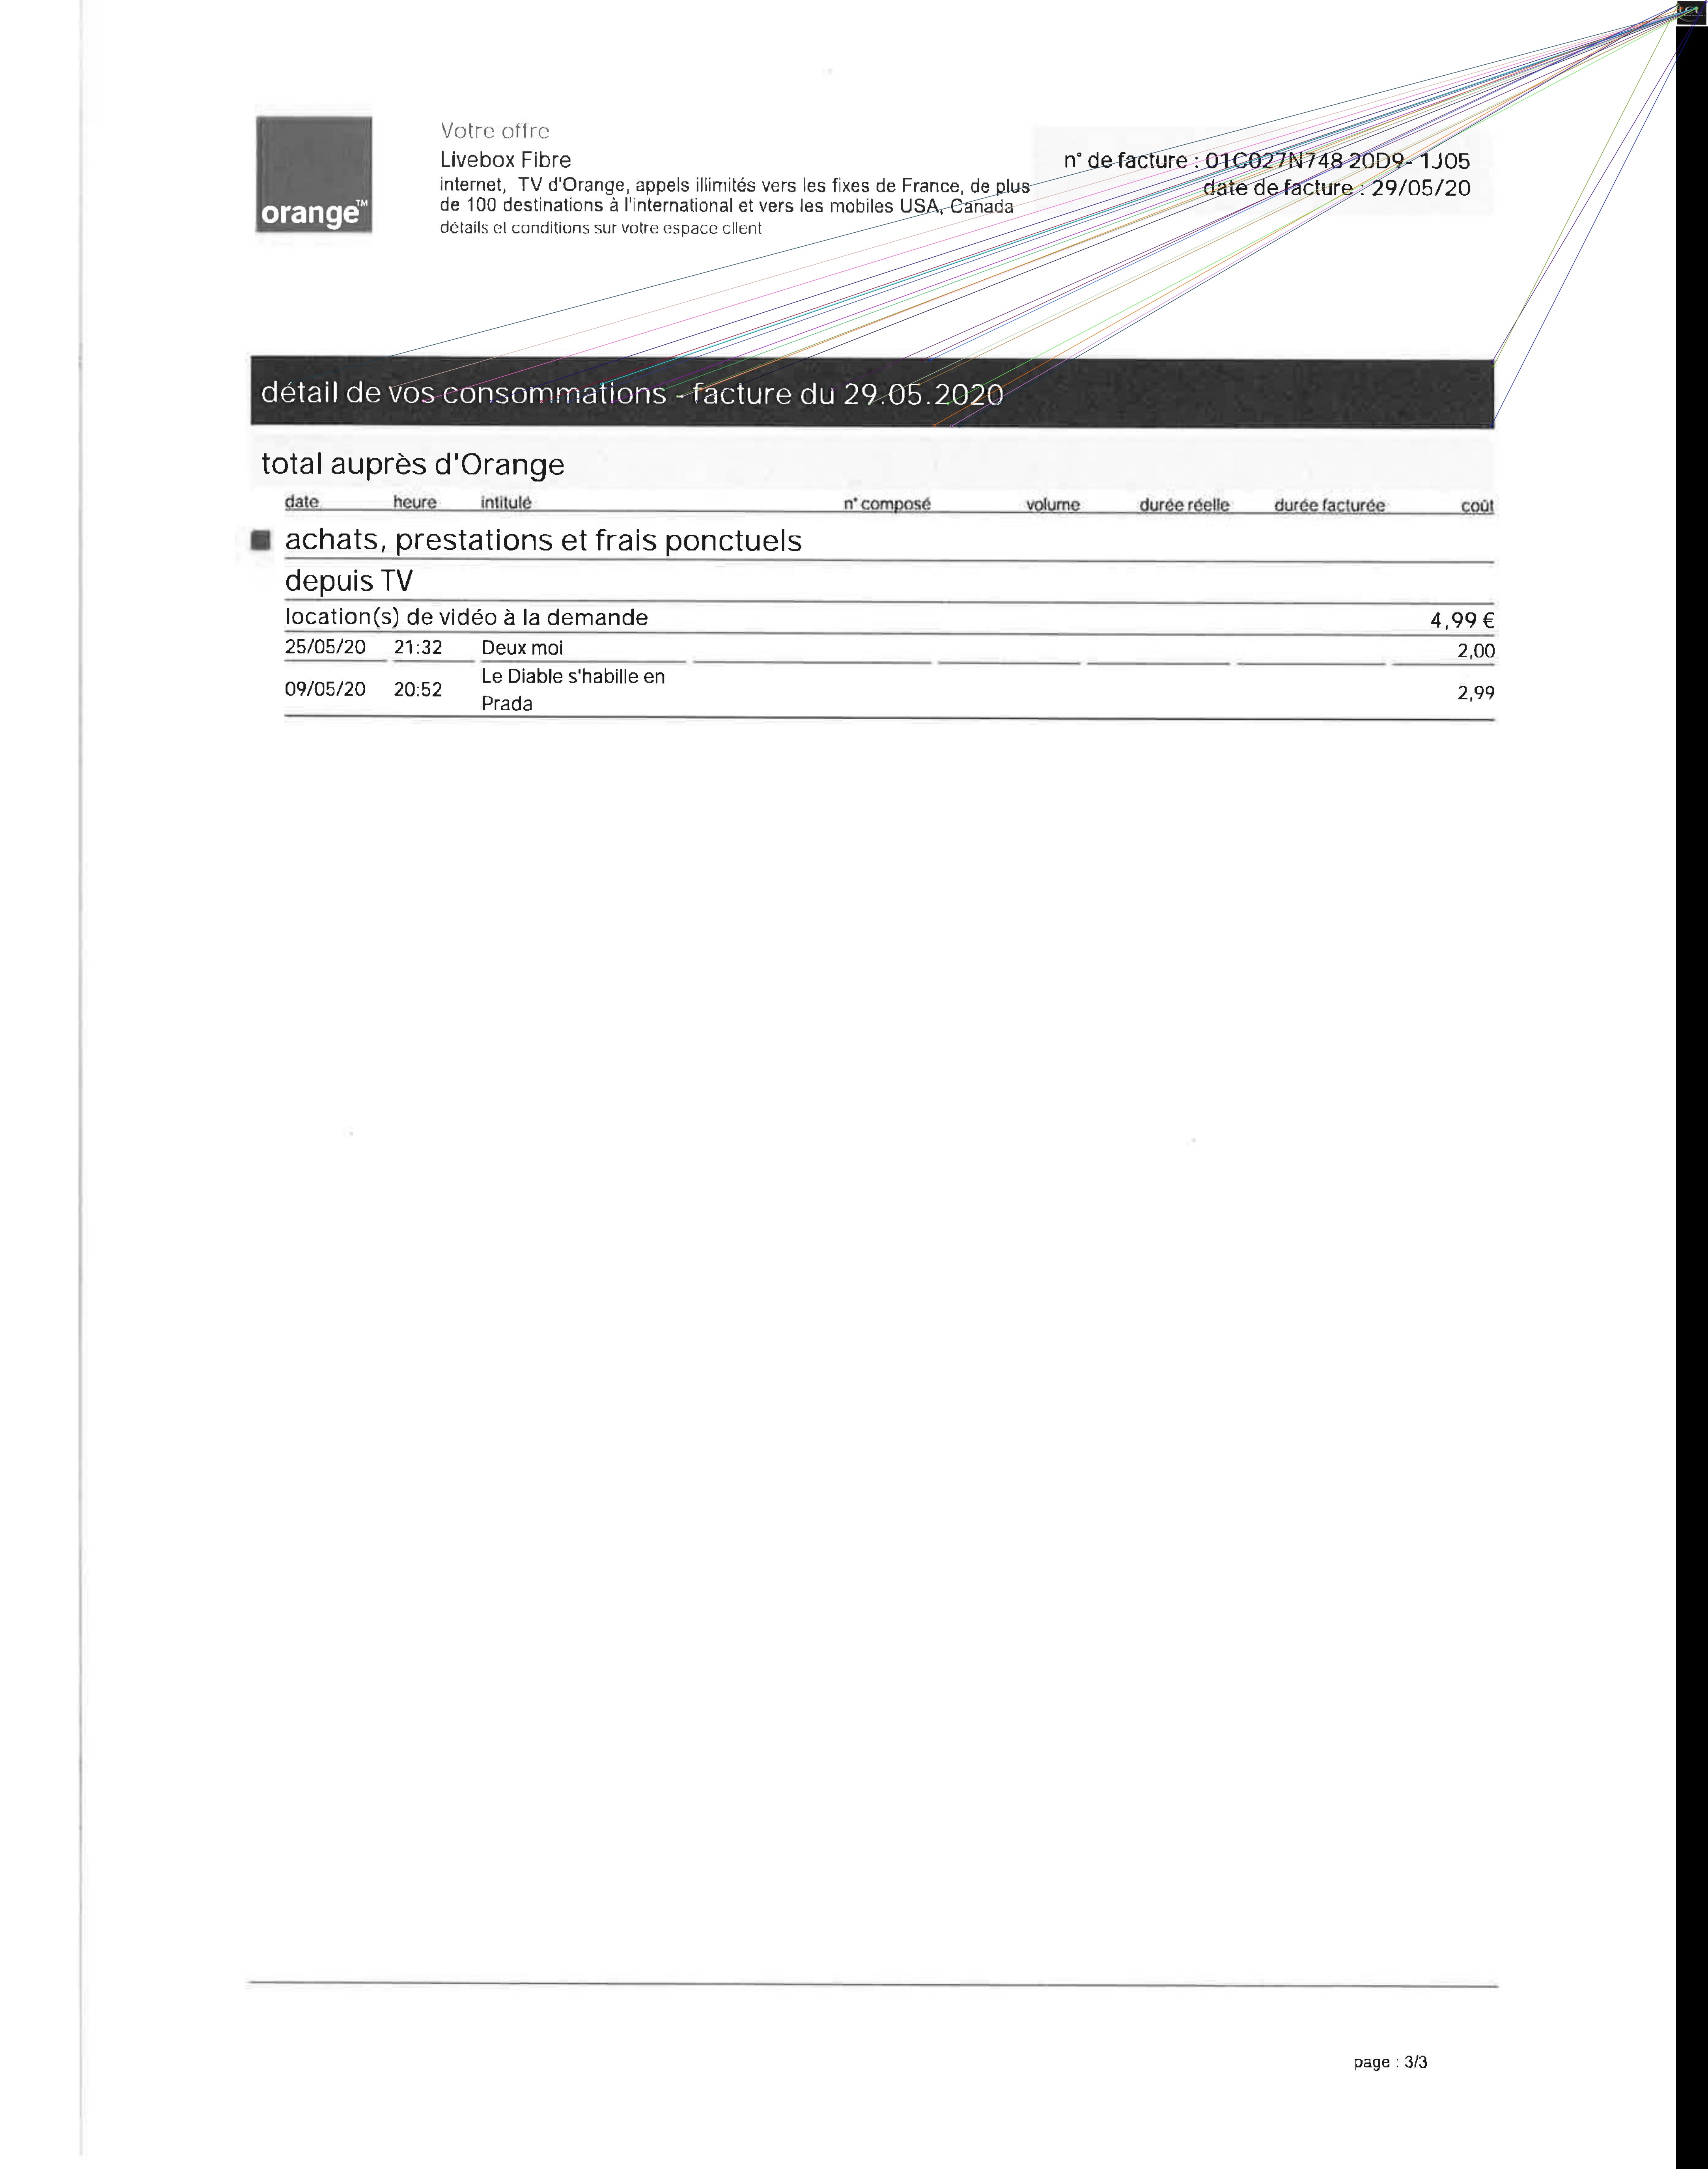 orange™
Votre offre
Livebox Fibre
internet, TV d'Orange, appels illimités vers les fixes de France, de plus
de 100 destinations à l'international et vers les mobiles USA, Canada
détails et conditions sur votre espace client
n° de facture : 01C027N748 20D9- 1J05
date de facture : 29/05/20
détail de vos consommations - facture du 29.05.2020
total auprès d'Orange
date heure intitulé n° composé volume durée réelle durée facturée coût
achats, prestations et frais ponctuels
depuis TV
location(s) de vidéo à la demande 4,99 €
25/05/20 21:32 Deux moi 2,00
09/05/20 20:52 Le Diable s'habille en
Prada 2,99
page : 3/3